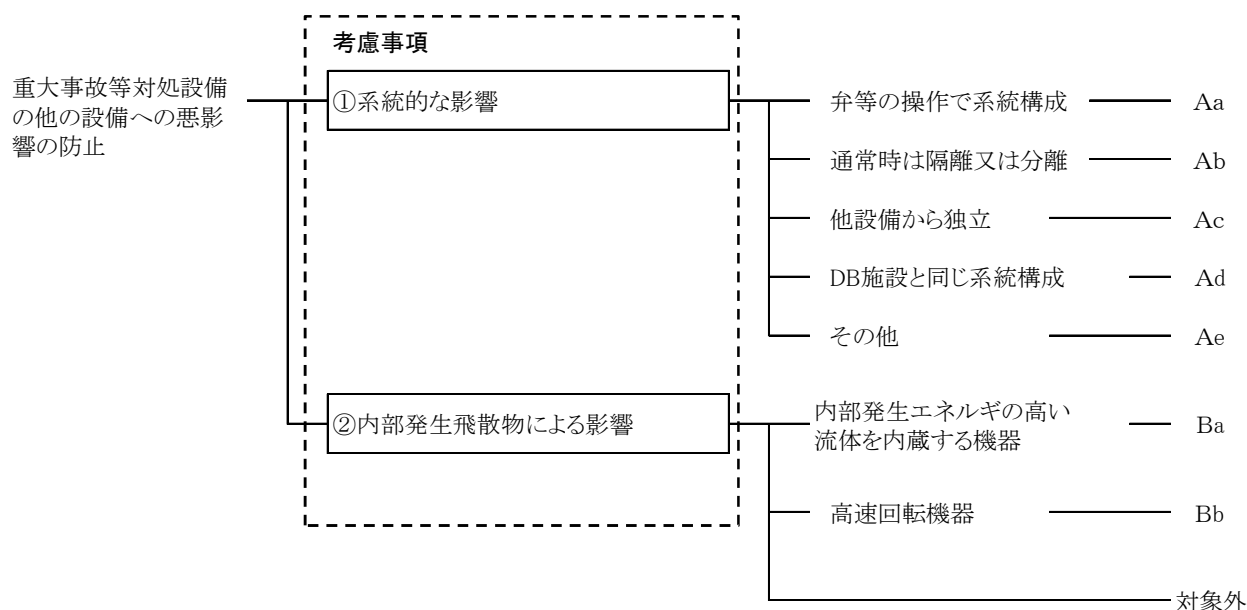 考慮事項
重大事故等対処設備
の他の設備への悪影
響の防止
①系統的な影響
弁等の操作で系統構成
Aa
通常時は隔離又は分離
Ab
他設備から独立
Ac
DB施設と同じ系統構成
Ad
その他
Ae
②内部発生飛散物による影響
内部発生エネルギの高い
流体を内蔵する機器
Ba
高速回転機器
Bb
対象外